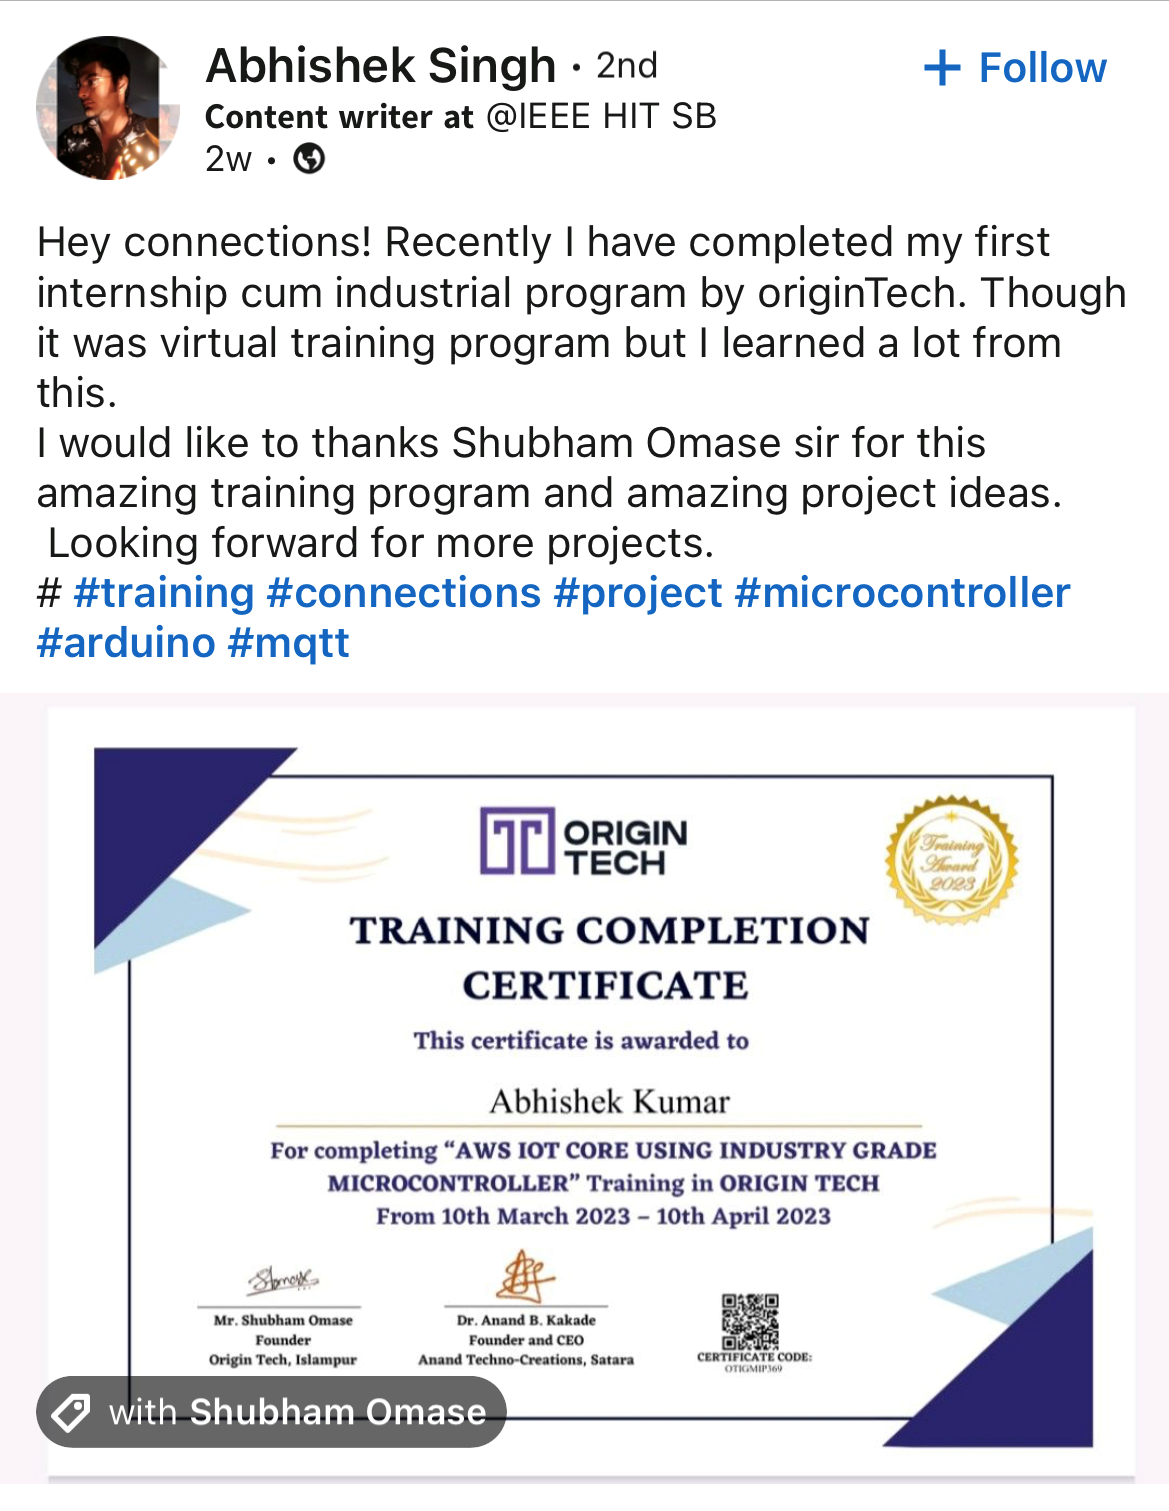 Abhishek Singh • 2nd
+ Follow
Content writer at @IEEE HIT SB
2w •
Hey connections! Recently I have completed my first
internship cum industrial program by originTech. Though
it was virtual training program but I learned a lot from
this.
I would like to thanks Shubham Omase sir for this
amazing training program and amazing project ideas.
Looking forward for more projects.
# #training #connections #project #microcontroller
#arduino #mqtt
ORIGIN
TECH
Training
Award
2023
TRAINING COMPLETION
CERTIFICATE
This certificate is awarded to
Abhishek Kumar
For completing “AWS IOT CORE USING INDUSTRY GRADE
MICROCONTROLLER” Training in ORIGIN TECH
From 10th March 2023 – 10th April 2023
Mr. Shubham Omase
Founder
Origin Tech, Islampur
Dr. Anand B. Kakade
Founder and CEO
Anand Techno-Creations, Satara
CERTIFICATE CODE:
OTIGMIP369
with Shubham Omase